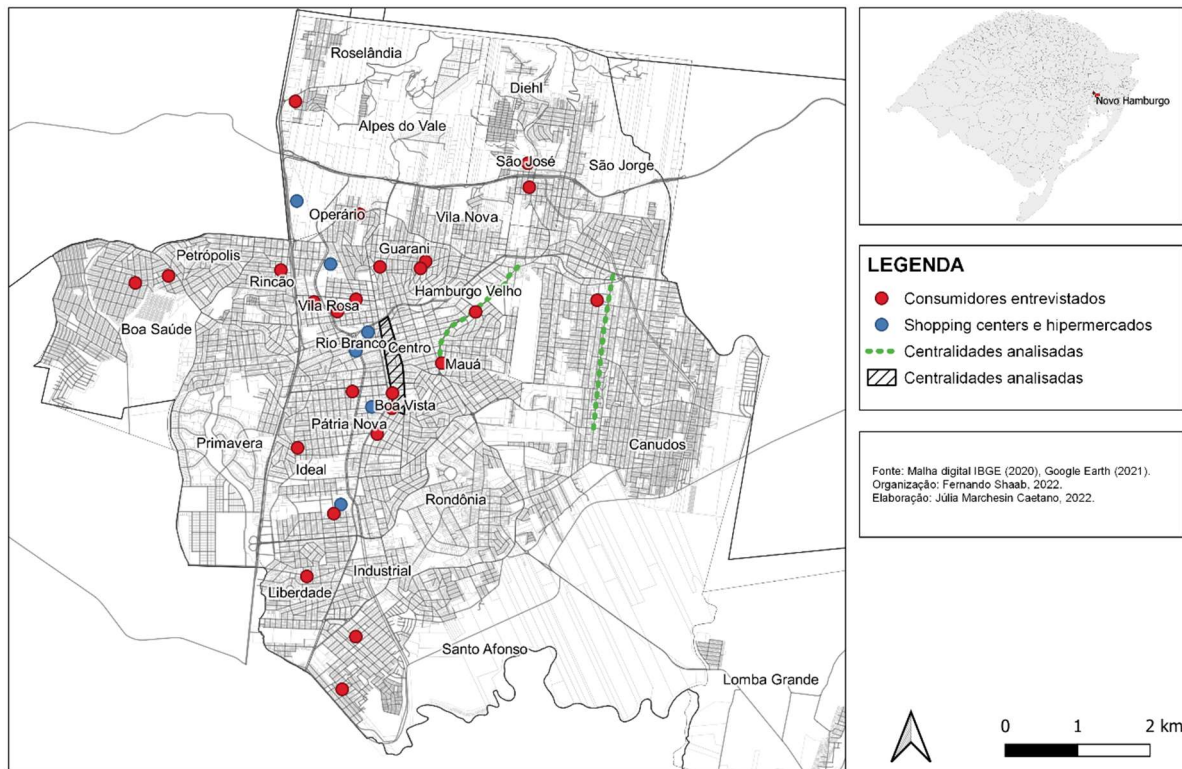 Roselândia
Diehl
Alpes do Vale
São José
São Jorge
Operário
Vila Nova
Guarani
Petrópolis
Rincão
Hamburgo Velho
Vila Rosa
Boa Saúde
Rio Branco
Centro
Mauá
Boa Vista
Pátria Nova
Primavera
Canudos
Ideal
Rondônia
Industrial
Liberdade
Santo Afonso
Lomba Grande
Novo Hamburgo
LEGENDA
Consumidores entrevistados
Shopping centers e hipermercados
Centralidades analisadas
Centralidades analisadas
Fonte: Malha digital IBGE (2020), Google Earth (2021).
Organização: Fernando Shaab, 2022.
Elaboração: Júlia Marchesin Caetano, 2022.
0 1 2 km